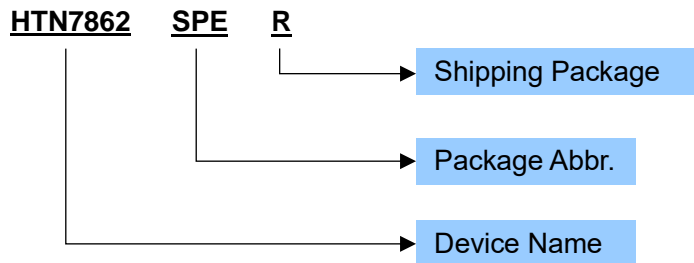 HTN7862 SPE R
Shipping Package
Package Abbr.
Device Name